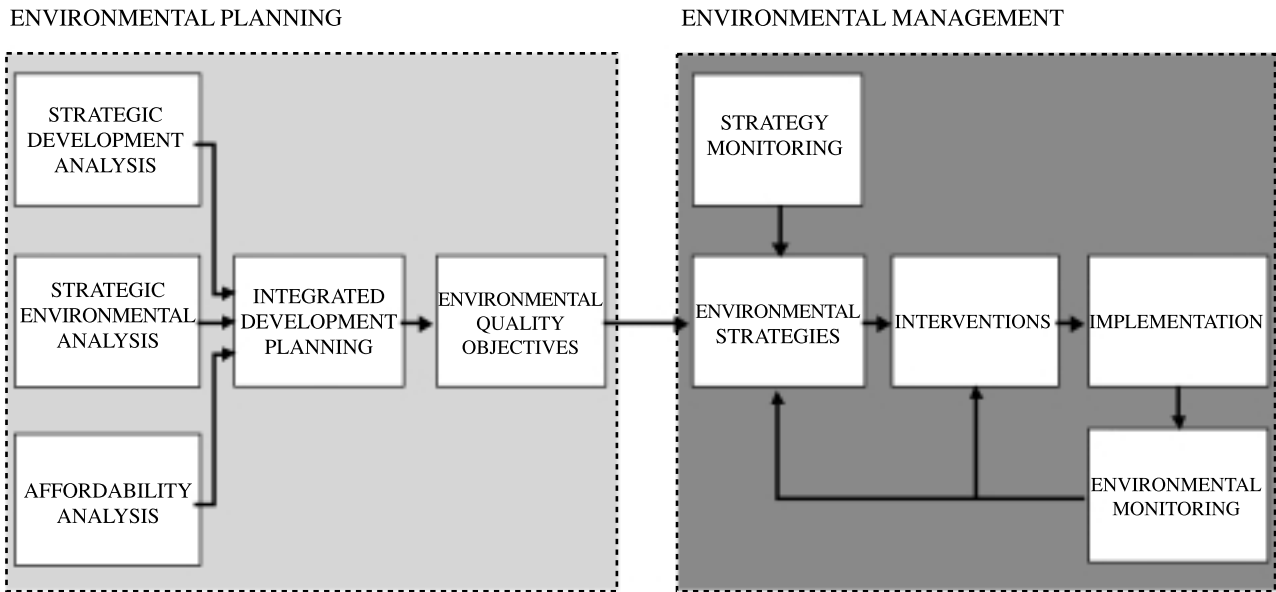 ENVIRONMENTAL PLANNING
STRATEGIC
DEVELOPMENT
ANALYSIS
STRATEGIC
ENVIRONMENTAL
ANALYSIS
AFFORDABILITY
ANALYSIS
INTEGRATED
DEVELOPMENT
PLANNING
ENVIRONMENTAL
QUALITY
OBJECTIVES
ENVIRONMENTAL MANAGEMENT
STRATEGY
MONITORING
ENVIRONMENTAL
STRATEGIES
INTERVENTIONS
IMPLEMENTATION
ENVIRONMENTAL
MONITORING